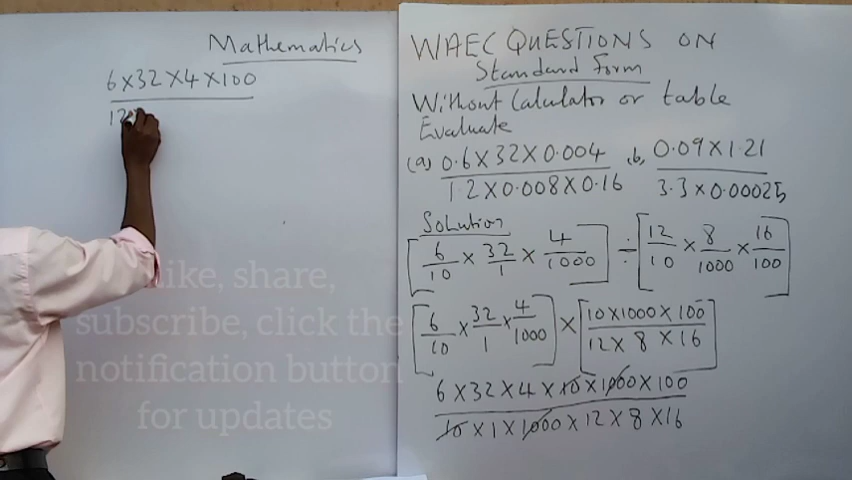 Mathematics
6×32×4×100
12
WAEC QUESTIONS ON
Standard form
Without Calculator or table
Evaluate
(a) 0.6×32×0.004 b, 0.09×1.21
1.2×0.008×0.16 3.3×0.00025
Solution
[6/10 × 32/1 × 4/1000] ÷ [12/10 × 8/1000 × 16/100]
[6/10 × 32/1 × 4/1000] × [10×1000×100/12×8×16]
6×32×4×10×1000×100
10×1×1000×12×8×16
like, share,
subscribe, click the
notification button
for updates